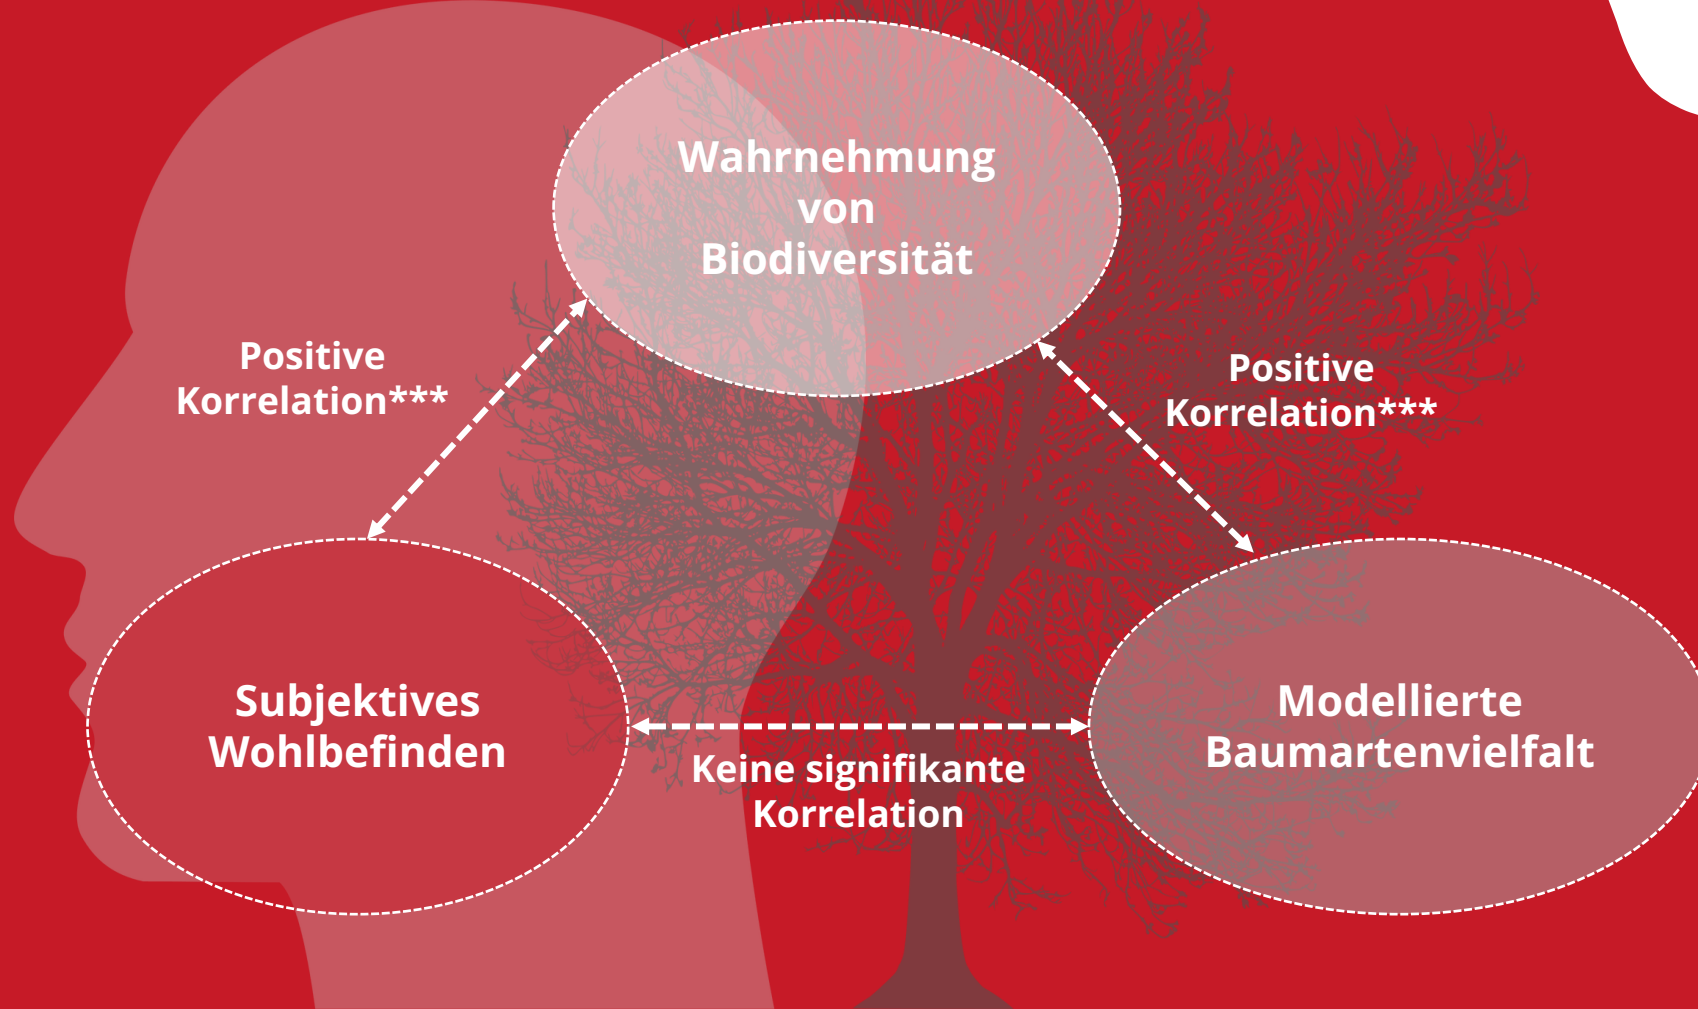 Wahrnehmung
von
Biodiversität
Positive
Korrelation***
Positive
Korrelation***
Subjektives
Wohlbefinden
Keine signifikante
Korrelation
Modellierte
Baumartenvielfalt